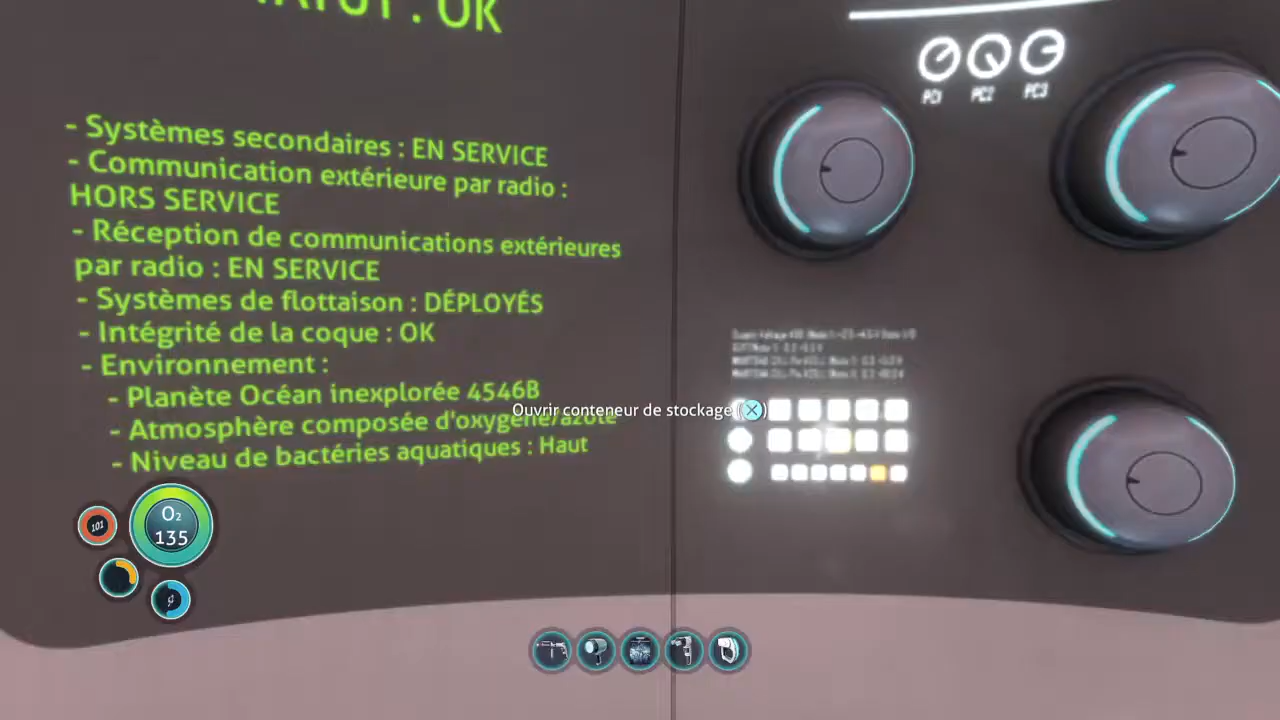 : OK
- Systèmes secondaires : EN SERVICE
- Communication extérieure par radio :
HORS SERVICE
- Réception de communications extérieures
par radio : EN SERVICE
- Systèmes de flottaison : DÉPLOYÉS
- Intégrité de la coque : OK
- Environnement :
- Planète Océan inexplorée 4546B
- Atmosphère composée d'oxygène/azote
- Niveau de bactéries aquatiques : Haut
Ouvrir conteneur de stockage
PC1 PC2 PC3
101
O₂
135